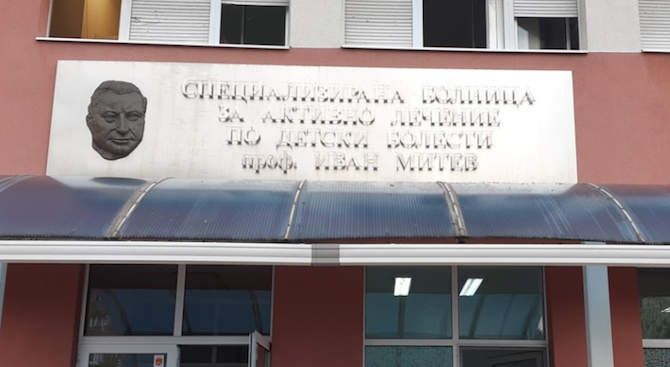 СПЕЦИАЛИЗИРАНА БОЛНИЦА
ЗА АКТИВНО ЛЕЧЕНИЕ
ПО ДЕТСКИ БОЛЕСТИ
проф. ИВАН МИТЕВ